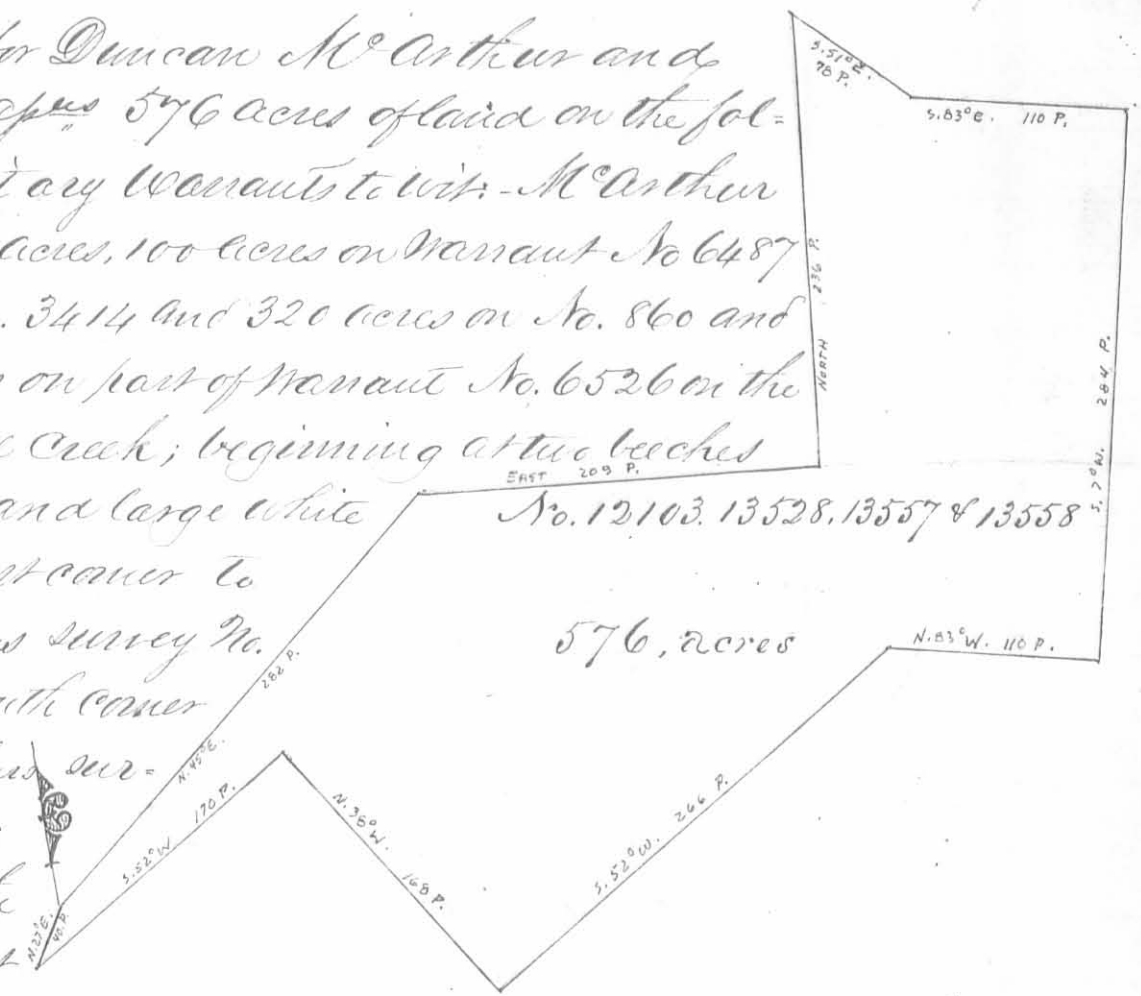 for Duncan McArthur and
576 acres of land on the fol=
itary Warrants to wit:- McArthur
acres, 100 acres on Warrant No 6487
. 3414 and 320 acres on No. 860 and
on part of Warrant No. 6526 on the
Creek; beginning at two beeches
and large white
st corner to
s survey No.
uth corner
sur=
S.51°E. 78 P.
S.83°E. 110 P.
NORTH 236 P.
S.7°W. 284 P.
EAST 209 P.
No. 12103. 13528. 13557 & 13558
576, acres
N.83°W. 110 P.
282 P.
N.45°E.
S.52°W 170 P.
N.38°W. 168 P.
S.52°W. 266 P.
N.27°E. 40 P.